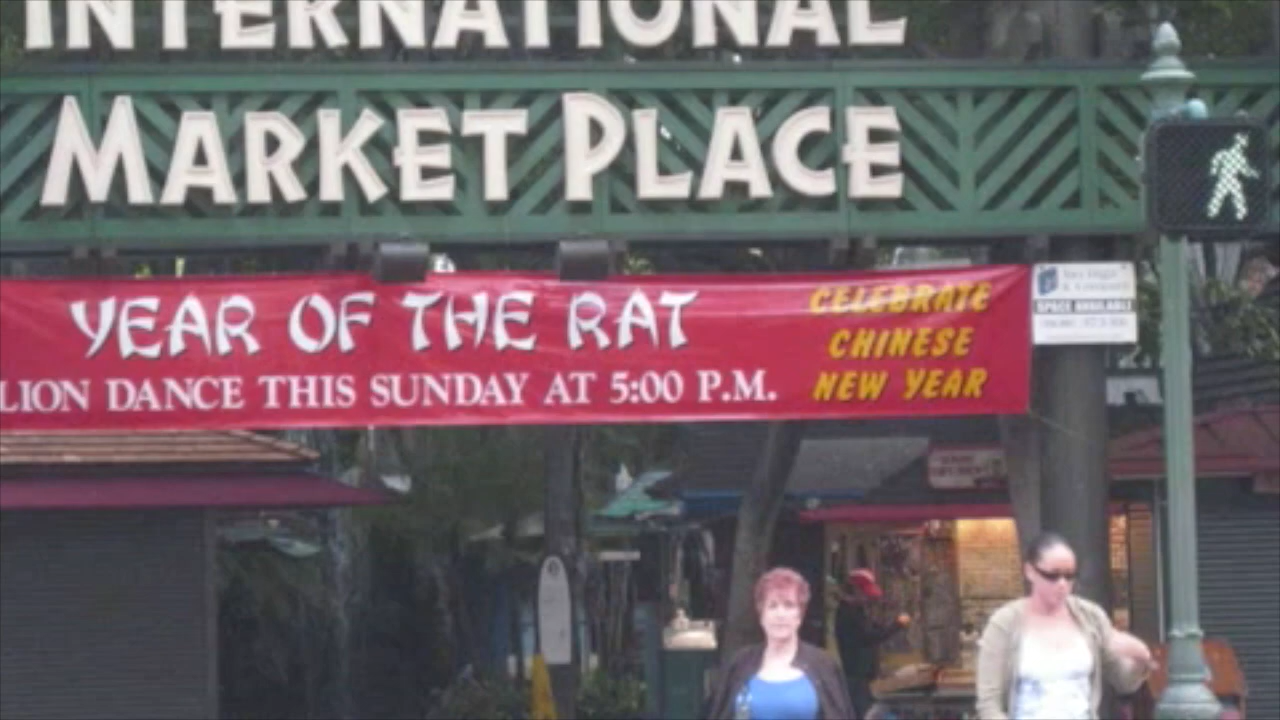 INTERNATIONAL
MARKET PLACE
YEAR OF THE RAT
LION DANCE THIS SUNDAY AT 5:00 P.M.
CELEBRATE
CHINESE
NEW YEAR
SPACE AVAILABLE